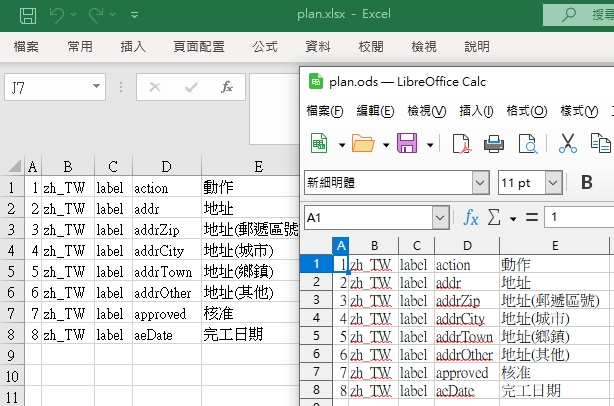 plan.xlsx - Excel
搜尋
檔案 常用 插入 頁面配置 公式 資料 校閱 檢視 說明
J7 fx
A B C D E
1 1 zh_TW label action 動作
2 2 zh_TW label addr 地址
3 3 zh_TW label addrZip 地址(郵遞區號
4 4 zh_TW label addrCity 地址(城市)
5 5 zh_TW label addrTown 地址(鄉鎮)
6 6 zh_TW label addrOther 地址(其他)
7 7 zh_TW label approved 核准
8 8 zh_TW label aeDate 完工日期
9
10
11
plan.ods — LibreOffice Calc
檔案(F) 編輯(E) 檢視(V) 插入(I) 格式(O) 樣式(Y)
新細明體 11 pt B
A1 fx Σ = 1
A B C D E
1 1 zh_TW label action 動作
2 2 zh_TW label addr 地址
3 3 zh_TW label addrZip 地址(郵遞區號)
4 4 zh_TW label addrCity 地址(城市)
5 5 zh_TW label addrTown 地址(鄉鎮)
6 6 zh_TW label addrOther 地址(其他)
7 7 zh_TW label approved 核准
8 8 zh_TW label aeDate 完工日期